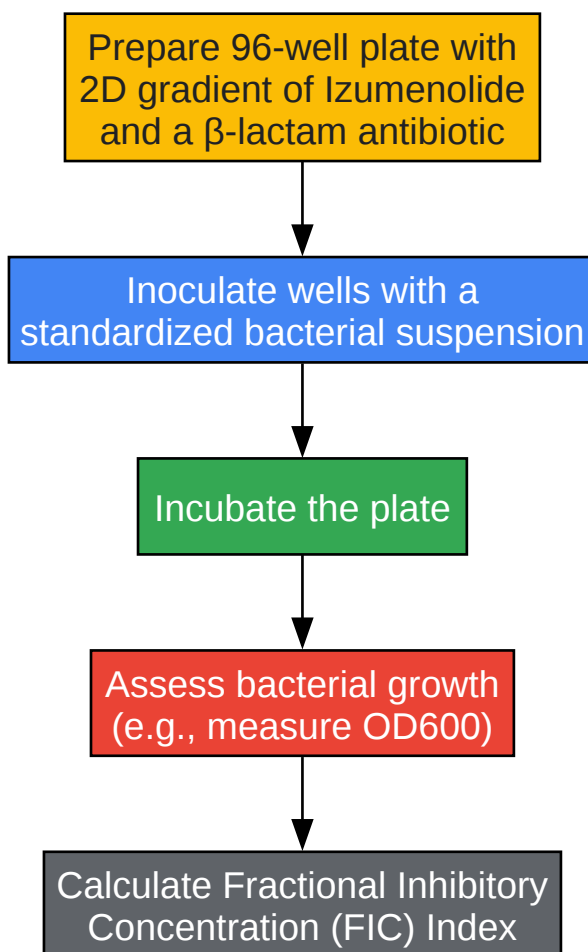 Prepare 96-well plate with
2D gradient of Izumenolide
and a β-lactam antibiotic
Inoculate wells with a
standardized bacterial suspension
Incubate the plate
Assess bacterial growth
(e.g., measure OD600)
Calculate Fractional Inhibitory
Concentration (FIC) Index